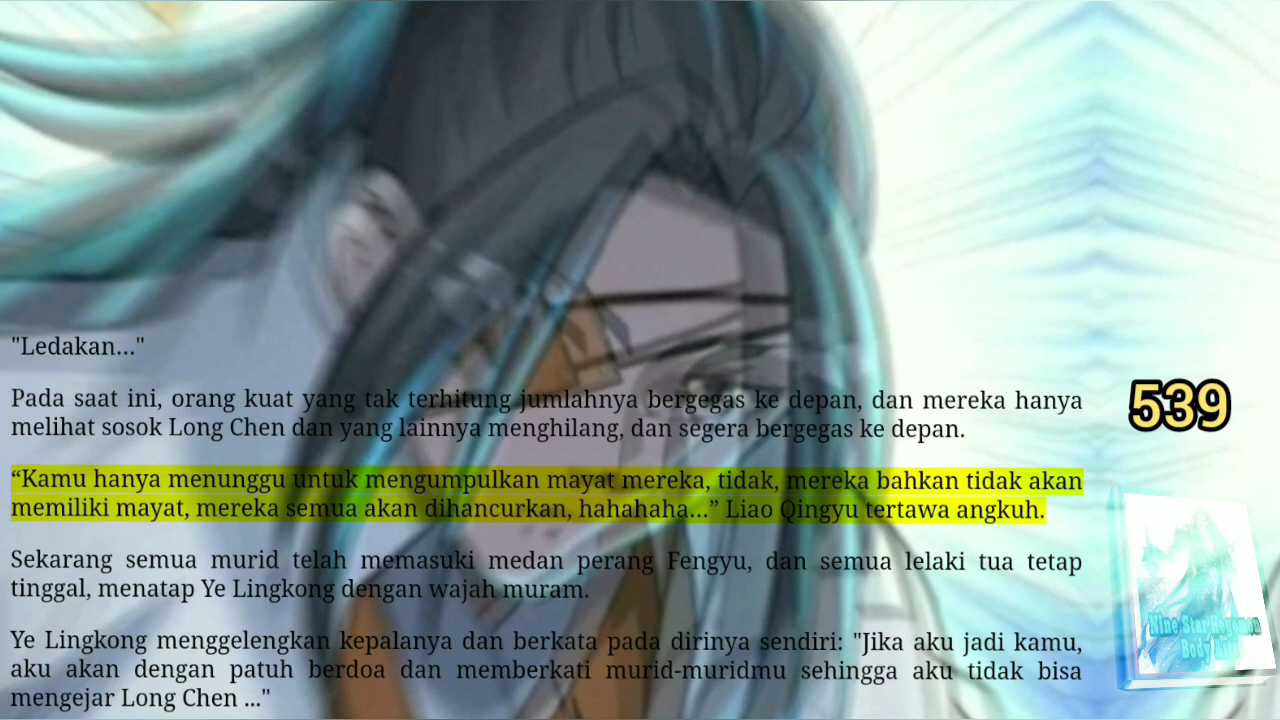 "Ledakan..."
Pada saat ini, orang kuat yang tak terhitung jumlahnya bergegas ke depan, dan mereka hanya
melihat sosok Long Chen dan yang lainnya menghilang, dan segera bergegas ke depan.
“Kamu hanya menunggu untuk mengumpulkan mayat mereka, tidak, mereka bahkan tidak akan
memiliki mayat, mereka semua akan dihancurkan, hahahaha...” Liao Qingyu tertawa angkuh.
Sekarang semua murid telah memasuki medan perang Fengyu, dan semua lelaki tua tetap
tinggal, menatap Ye Lingkong dengan wajah muram.
Ye Lingkong menggelengkan kepalanya dan berkata pada dirinya sendiri: "Jika aku jadi kamu,
aku akan dengan patuh berdoa dan memberkati murid-muridmu sehingga aku tidak bisa
mengejar Long Chen ..."
539
Nine Star Hegemon
Body Arts